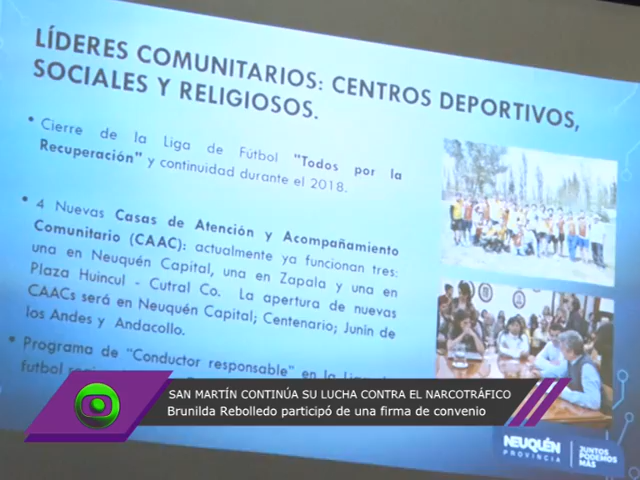 LÍDERES COMUNITARIOS: CENTROS DEPORTIVOS,
SOCIALES Y RELIGIOSOS.
• Cierre de la Liga de Fútbol "Todos por la
Recuperación" y continuidad durante el 2018.
• 4 Nuevas Casas de Atención y Acompañamiento
Comunitario (CAAC): actualmente ya funcionan tres:
una en Neuquén Capital, una en Zapala y una en
Plaza Huincul - Cutral Co. La apertura de nuevas
CAACs será en Neuquén Capital; Centenario; Junin de
los Andes y Andacollo.
• Programa de "Conductor responsable" en la
futbol
SAN MARTÍN CONTINÚA SU LUCHA CONTRA EL NARCOTRÁFICO
Brunilda Rebolledo participó de una firma de convenio
NEUQUÉN
PROVINCIA
JUNTOS
PODEMOS
MÁS